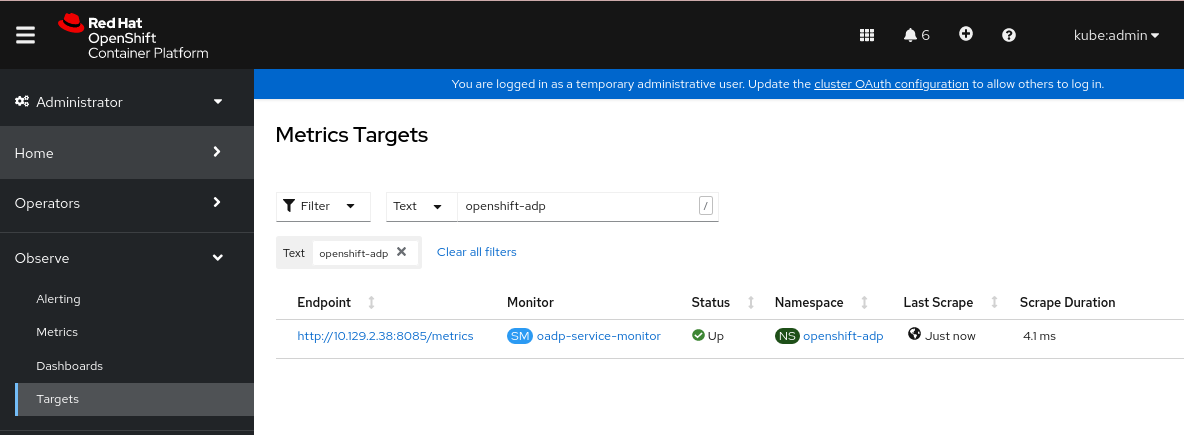 Red Hat
OpenShift
Container Platform
6
kube:admin
Administrator
Home
Operators
Observe
Alerting
Metrics
Dashboards
Targets
You are logged in as a temporary administrative user. Update the cluster OAuth configuration to allow others to log in.
Metrics Targets
Filter Text openshift-adp /
Text openshift-adp Clear all filters
Endpoint Monitor Status Namespace Last Scrape Scrape Duration
http://10.129.2.38:8085/metrics SM oadp-service-monitor Up NS openshift-adp Just now 4.1 ms